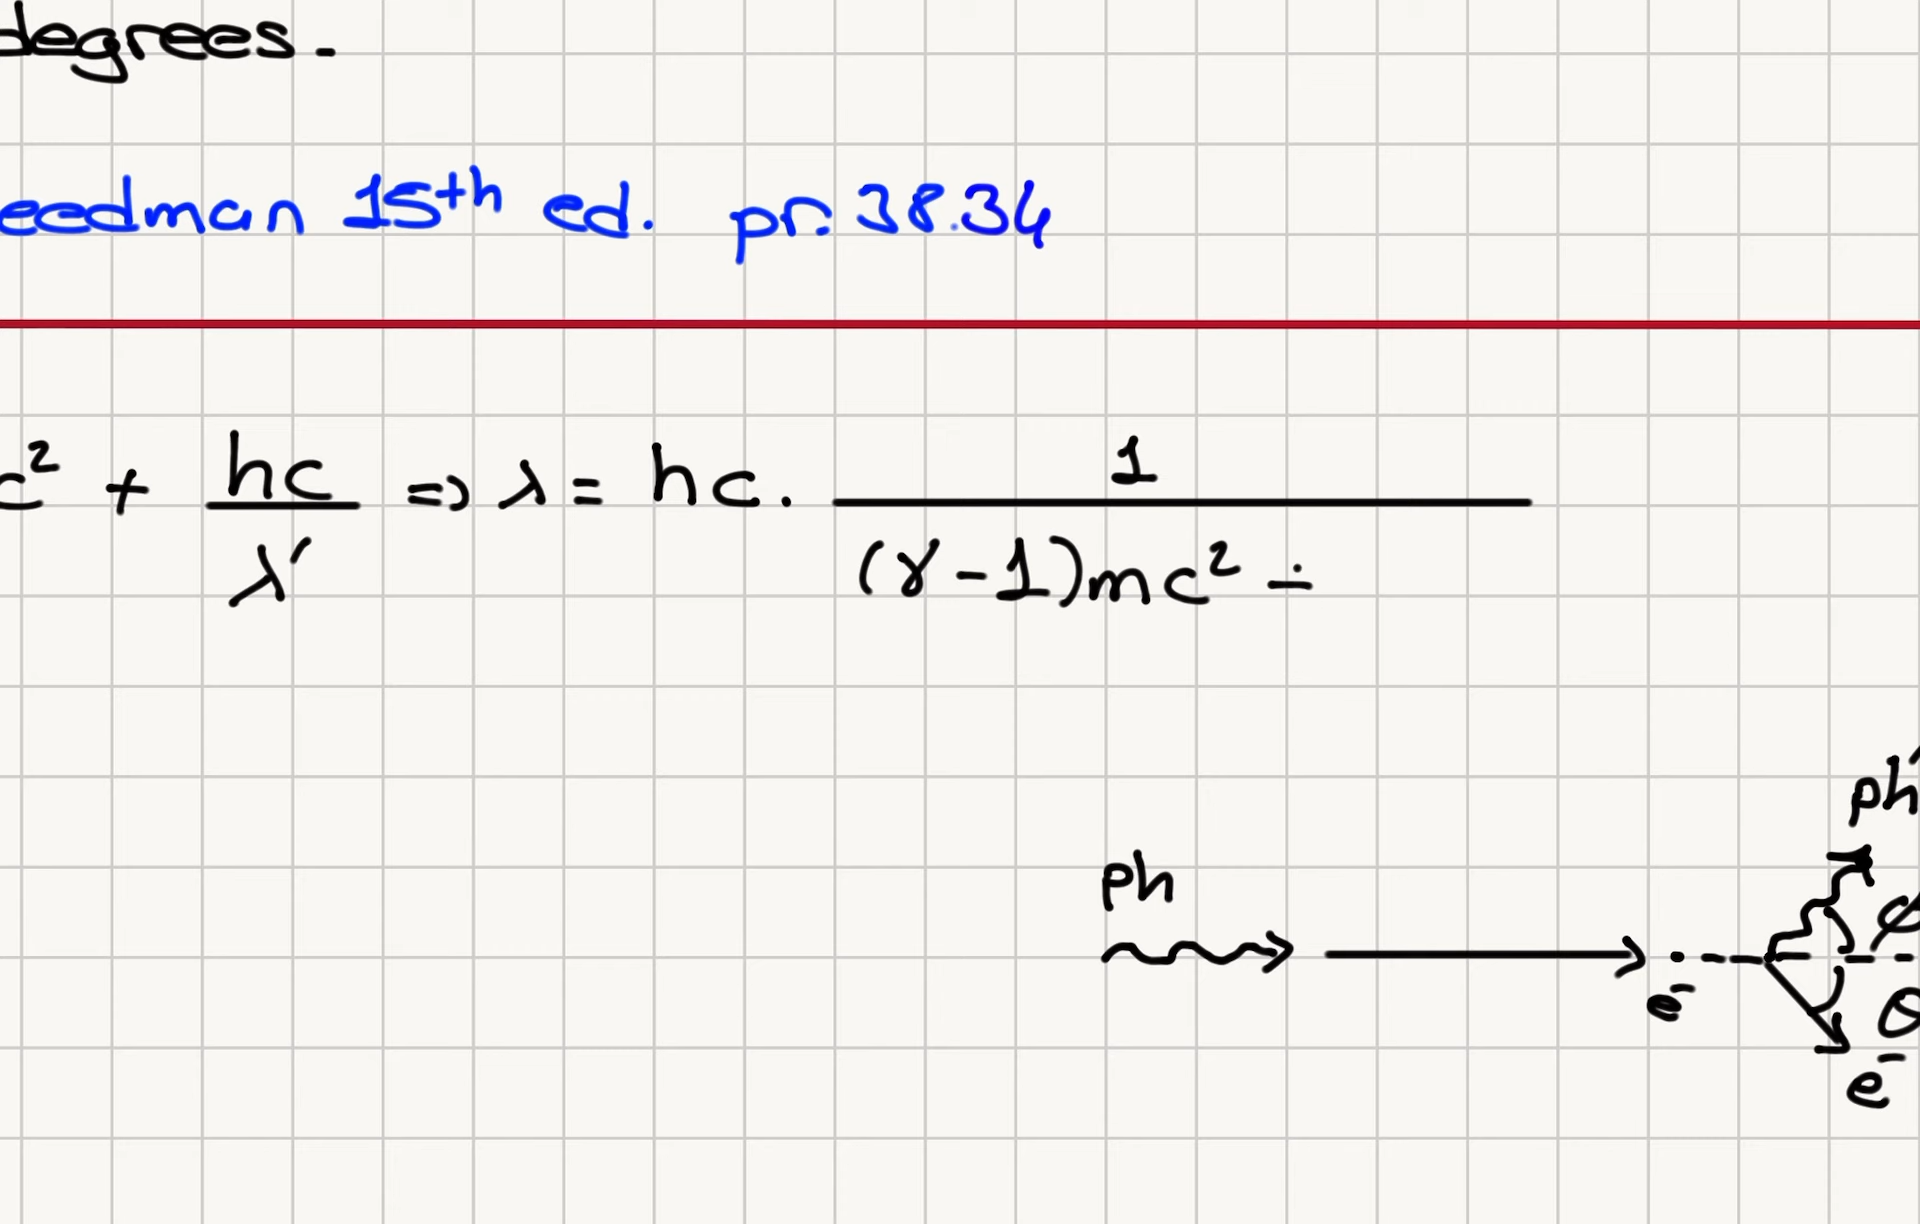 degrees.
eedman 15th ed. pr. 38.34
c² + hc/λ' => λ = hc · 1/((γ-1)mc² -
ph'
ph
ϕ
e⁻
θ
e⁻